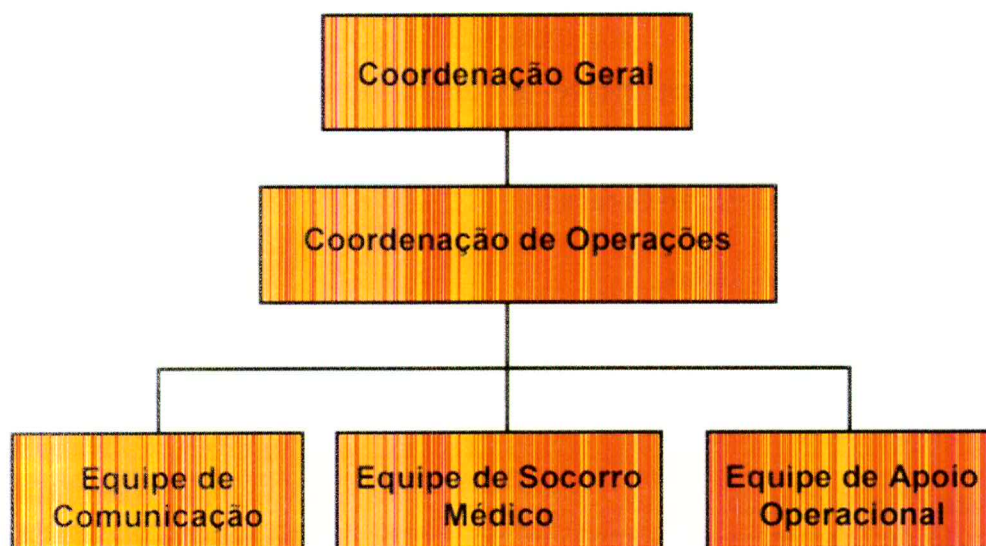 Coordenação Geral
Coordenação de Operações
Equipe de
Comunicação
Equipe de Socorro
Médico
Equipe de Apoio
Operacional